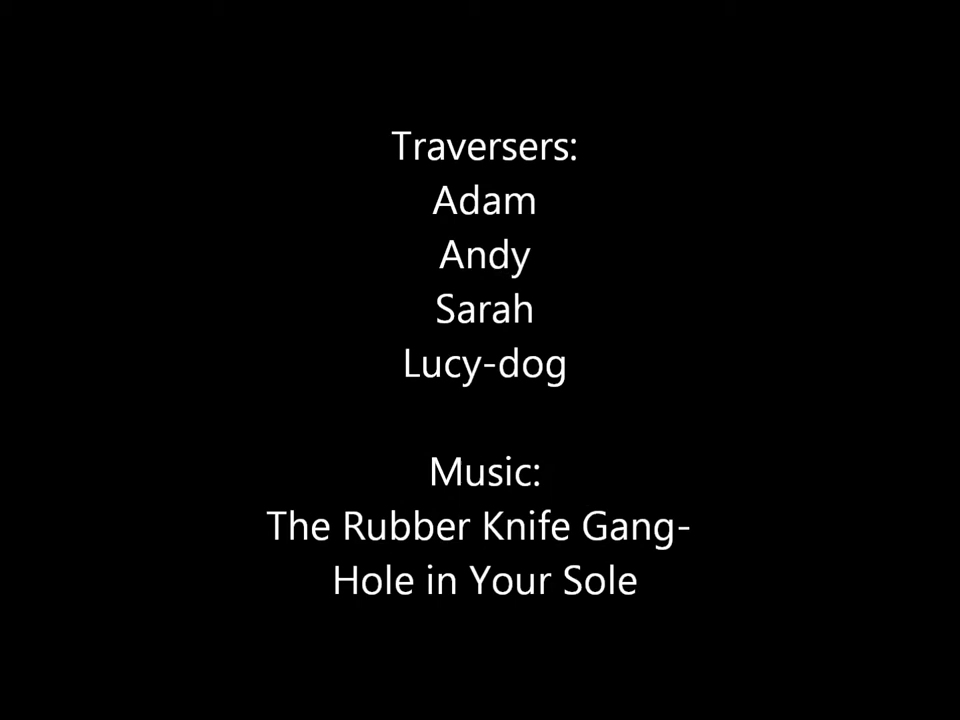 Traversers:
Adam
Andy
Sarah
Lucy-dog
Music:
The Rubber Knife Gang-
Hole in Your Sole